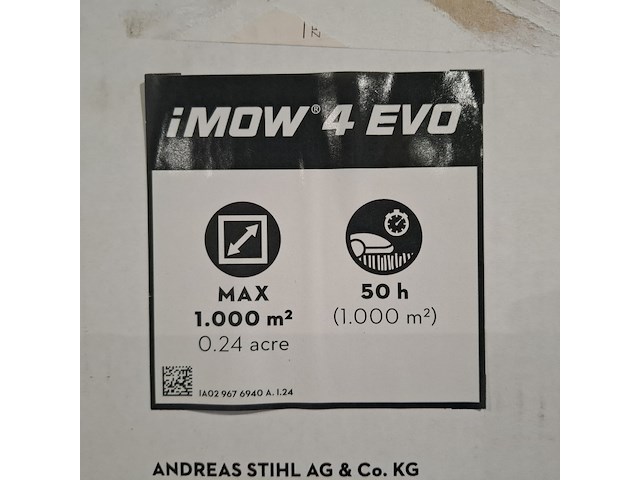 iMOW® 4 EVO
MAX
1.000 m²
0.24 acre
50 h
(1.000 m²)
1A02 967 6940 A. I.24
ANDREAS STIHL AG & Co. KG